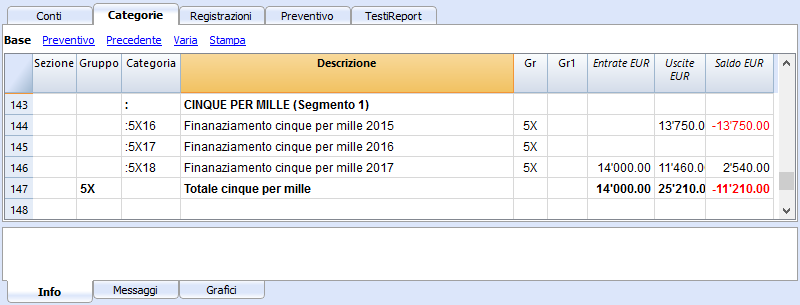 Conti Categorie Registrazioni Preventivo TestiReport
Base Preventivo Precedente Varia Stampa
Sezione Gruppo Categoria Descrizione Gr Gr1 Entrate EUR Uscite EUR Saldo EUR
143 : CINQUE PER MILLE (Segmento 1)
144 :5X16 Finanaziamento cinque per mille 2015 5X 13'750.0 -13'750.00
145 :5X17 Finanaziamento cinque per mille 2016 5X
146 :5X18 Finanaziamento cinque per mille 2017 5X 14'000.00 11'460.00 2'540.00
147 5X Totale cinque per mille 14'000.00 25'210.0 -11'210.00
148
Info Messaggi Grafici